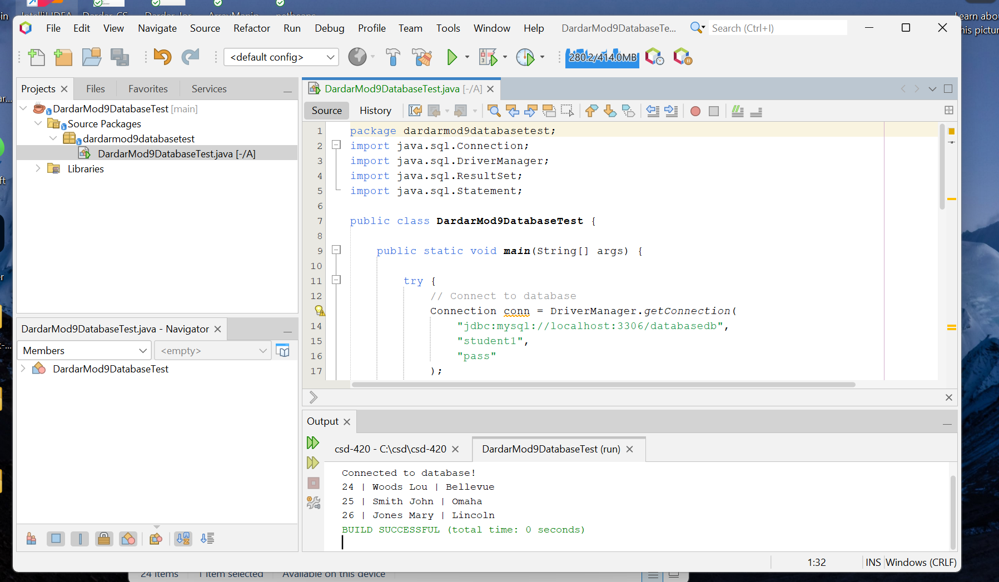 IntelliJ IDEA
Learn abo
his pictur
File Edit View Navigate Source Refactor Run Debug Profile Team Tools Window Help DardarMod9DatabaseTe... Search (Ctrl+I)
<default config> 280.2/414.0MB
Projects Files Favorites Services
DardarMod9DatabaseTest [main]
Source Packages
dardarmod9databasetest
DardarMod9DatabaseTest.java [-/A]
Libraries
DardarMod9DatabaseTest.java - Navigator
Members <empty>
DardarMod9DatabaseTest
DardarMod9DatabaseTest.java [-/A]
Source History
1 package dardarmod9databasetest;
2 import java.sql.Connection;
3 import java.sql.DriverManager;
4 import java.sql.ResultSet;
5 import java.sql.Statement;
6
7 public class DardarMod9DatabaseTest {
8
9 public static void main(String[] args) {
10
11 try {
12 // Connect to database
Connection conn = DriverManager.getConnection(
14 "jdbc:mysql://localhost:3306/databasedb",
15 "student1",
16 "pass"
17 );
Output
csd-420 - C:\csd\csd-420 DardarMod9DatabaseTest (run)
Connected to database!
24 | Woods Lou | Bellevue
25 | Smith John | Omaha
26 | Jones Mary | Lincoln
BUILD SUCCESSFUL (total time: 0 seconds)
1:32 INS Windows (CRLF)
24 items 1 item selected Available on this device